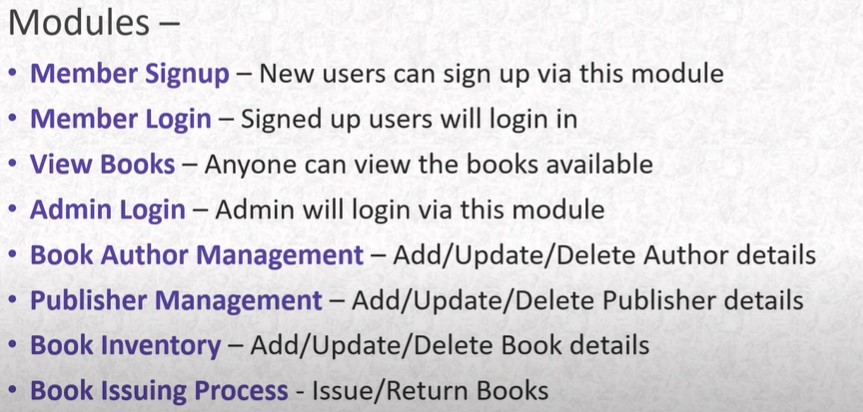 Modules –
• Member Signup – New users can sign up via this module
• Member Login – Signed up users will login in
• View Books – Anyone can view the books available
• Admin Login – Admin will login via this module
• Book Author Management – Add/Update/Delete Author details
• Publisher Management – Add/Update/Delete Publisher details
• Book Inventory – Add/Update/Delete Book details
• Book Issuing Process - Issue/Return Books